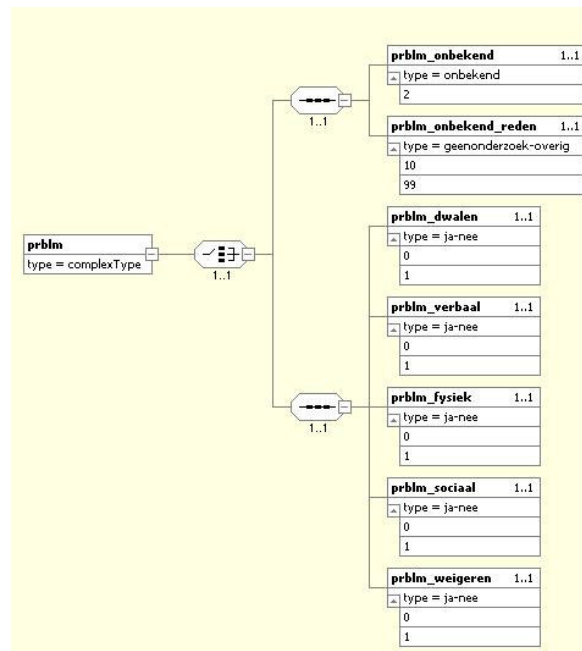 prblm_onbekend 1..1
type = onbekend
2
1..1
prblm_onbekend_reden 1..1
type = geenonderzoek-overig
10
99
prblm
type = complexType
1..1
prblm_dwalen 1..1
type = ja-nee
0
1
prblm_verbaal 1..1
type = ja-nee
0
1
prblm_fysiek 1..1
type = ja-nee
0
1
1..1
prblm_sociaal 1..1
type = ja-nee
0
1
prblm_weigeren 1..1
type = ja-nee
0
1